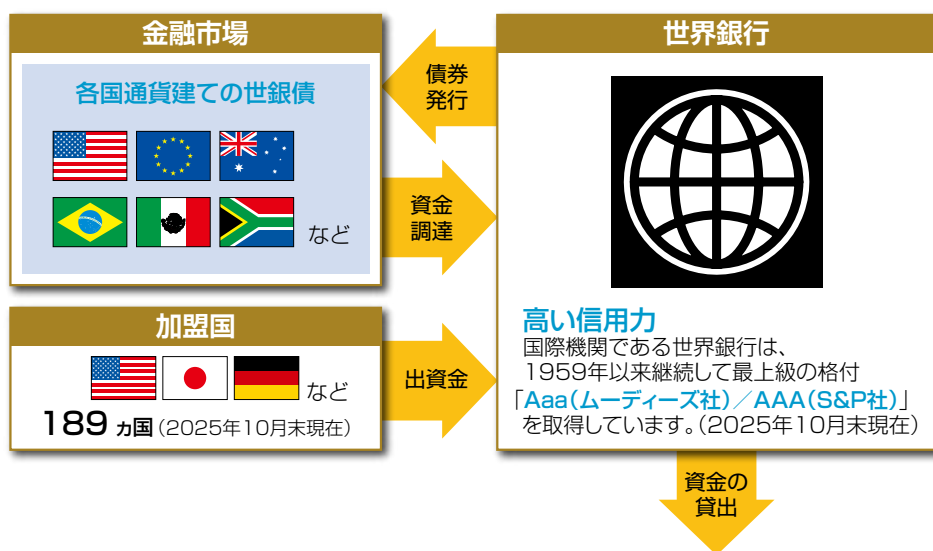 金融市場
各国通貨建ての世銀債
など
債券
発行
資金
調達
加盟国
など
189ヵ国(2025年10月末現在)
出資金
世界銀行
高い信用力
国際機関である世界銀行は、
1959年以来継続して最上級の格付
「Aaa(ムーディーズ社)／AAA(S&P社)」
を取得しています。(2025年10月末現在)
資金の
貸出